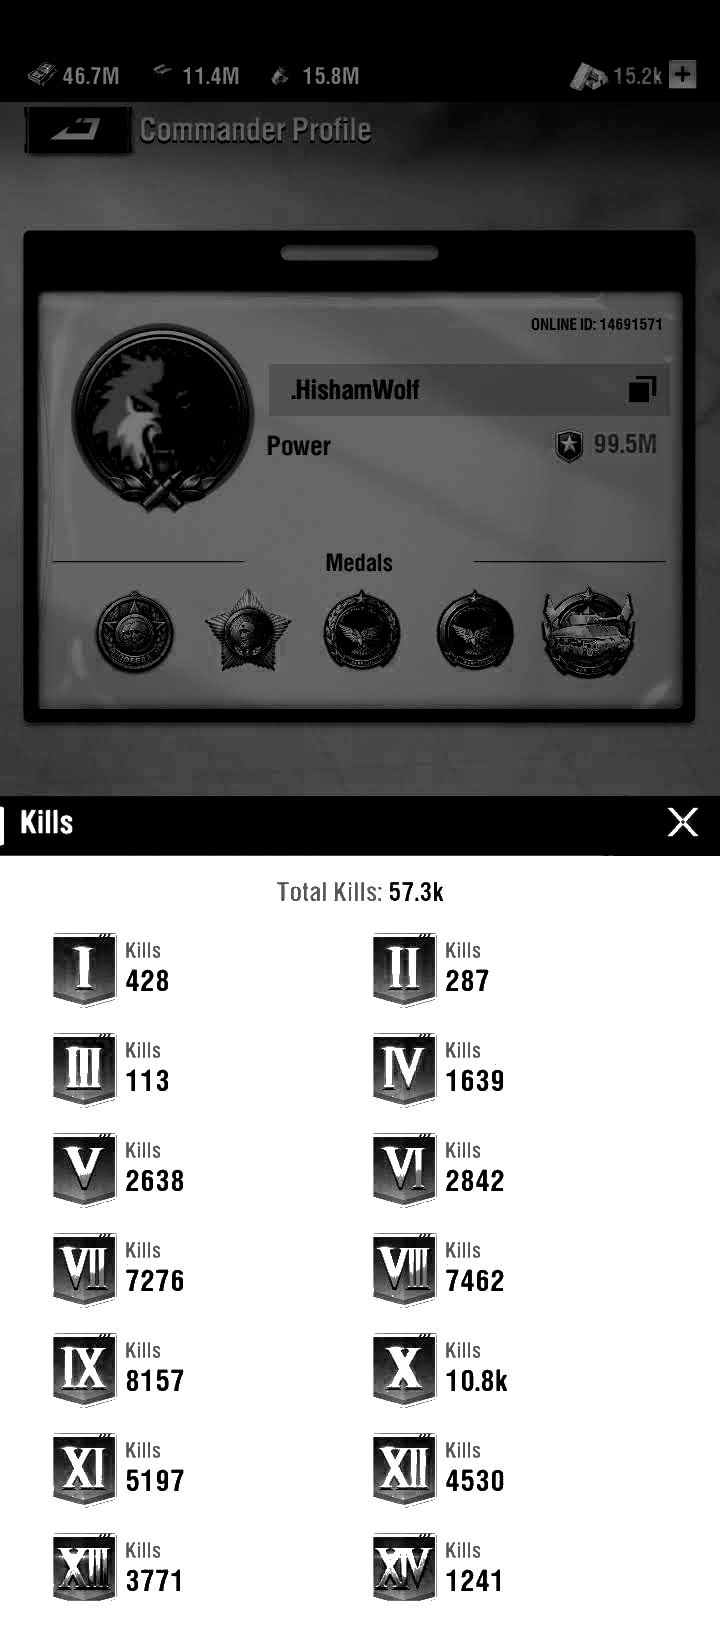 46.7M 11.4M 15.8M 15.2k +
Commander Profile
ONLINE ID: 14691571
.HishamWolf
Power 99.5M
Medals
Kills
Total Kills: 57.3k
I Kills 428
II Kills 287
III Kills 113
IV Kills 1639
V Kills 2638
VI Kills 2842
VII Kills 7276
VIII Kills 7462
IX Kills 8157
X Kills 10.8k
XI Kills 5197
XII Kills 4530
XIII Kills 3771
XIV Kills 1241